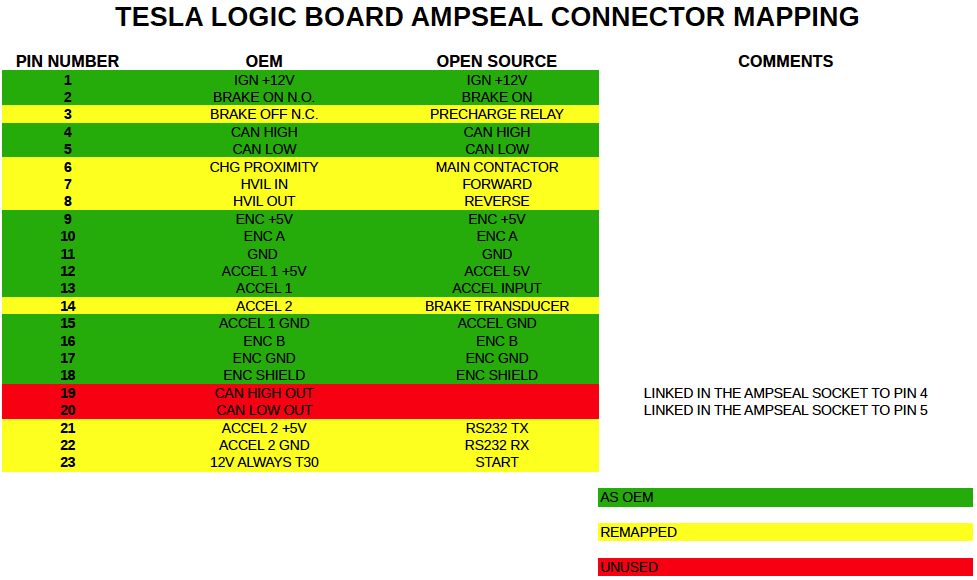 TESLA LOGIC BOARD AMPSEAL CONNECTOR MAPPING
PIN NUMBER OEM OPEN SOURCE COMMENTS
1 IGN +12V IGN +12V
2 BRAKE ON N.O. BRAKE ON
3 BRAKE OFF N.C. PRECHARGE RELAY
4 CAN HIGH CAN HIGH
5 CAN LOW CAN LOW
6 CHG PROXIMITY MAIN CONTACTOR
7 HVIL IN FORWARD
8 HVIL OUT REVERSE
9 ENC +5V ENC +5V
10 ENC A ENC A
11 GND GND
12 ACCEL 1 +5V ACCEL 5V
13 ACCEL 1 ACCEL INPUT
14 ACCEL 2 BRAKE TRANSDUCER
15 ACCEL 1 GND ACCEL GND
16 ENC B ENC B
17 ENC GND ENC GND
18 ENC SHIELD ENC SHIELD
19 CAN HIGH OUT LINKED IN THE AMPSEAL SOCKET TO PIN 4
20 CAN LOW OUT LINKED IN THE AMPSEAL SOCKET TO PIN 5
21 ACCEL 2 +5V RS232 TX
22 ACCEL 2 GND RS232 RX
23 12V ALWAYS T30 START
AS OEM
REMAPPED
UNUSED